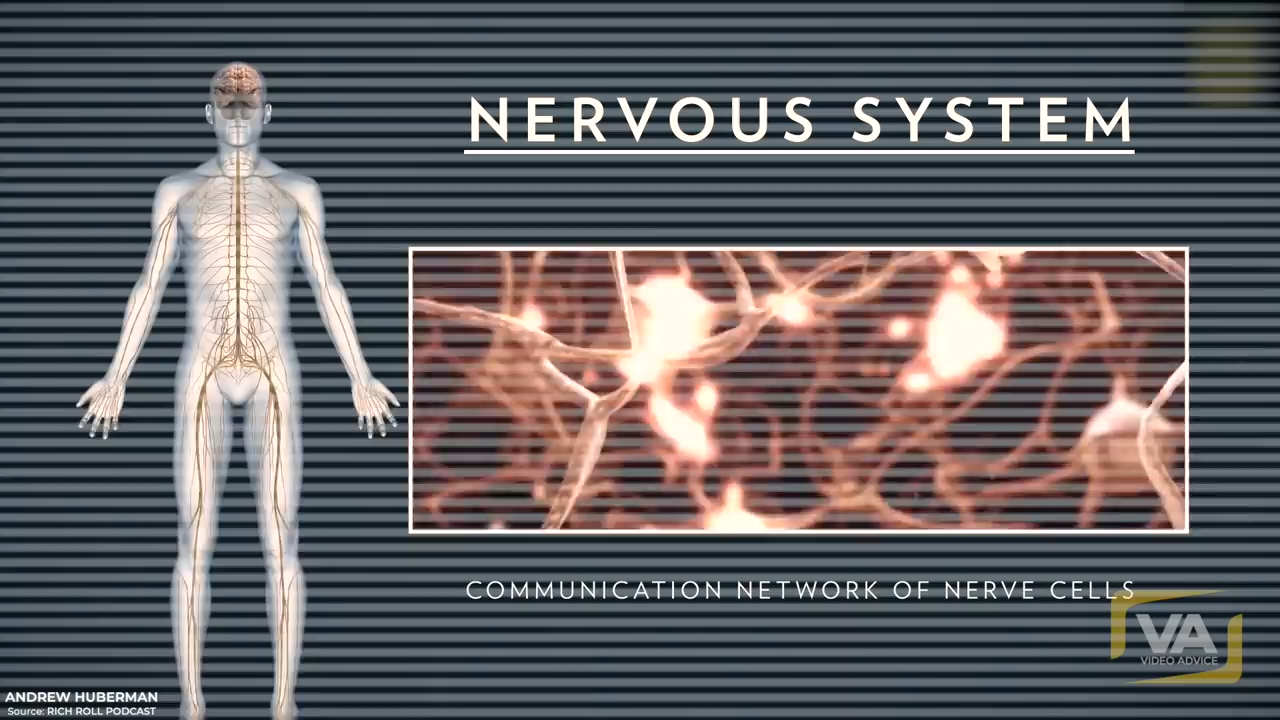 NERVOUS SYSTEM
COMMUNICATION NETWORK OF NERVE CELLS
VA
VIDEO ADVICE
ANDREW HUBERMAN
Source: RICH ROLL PODCAST